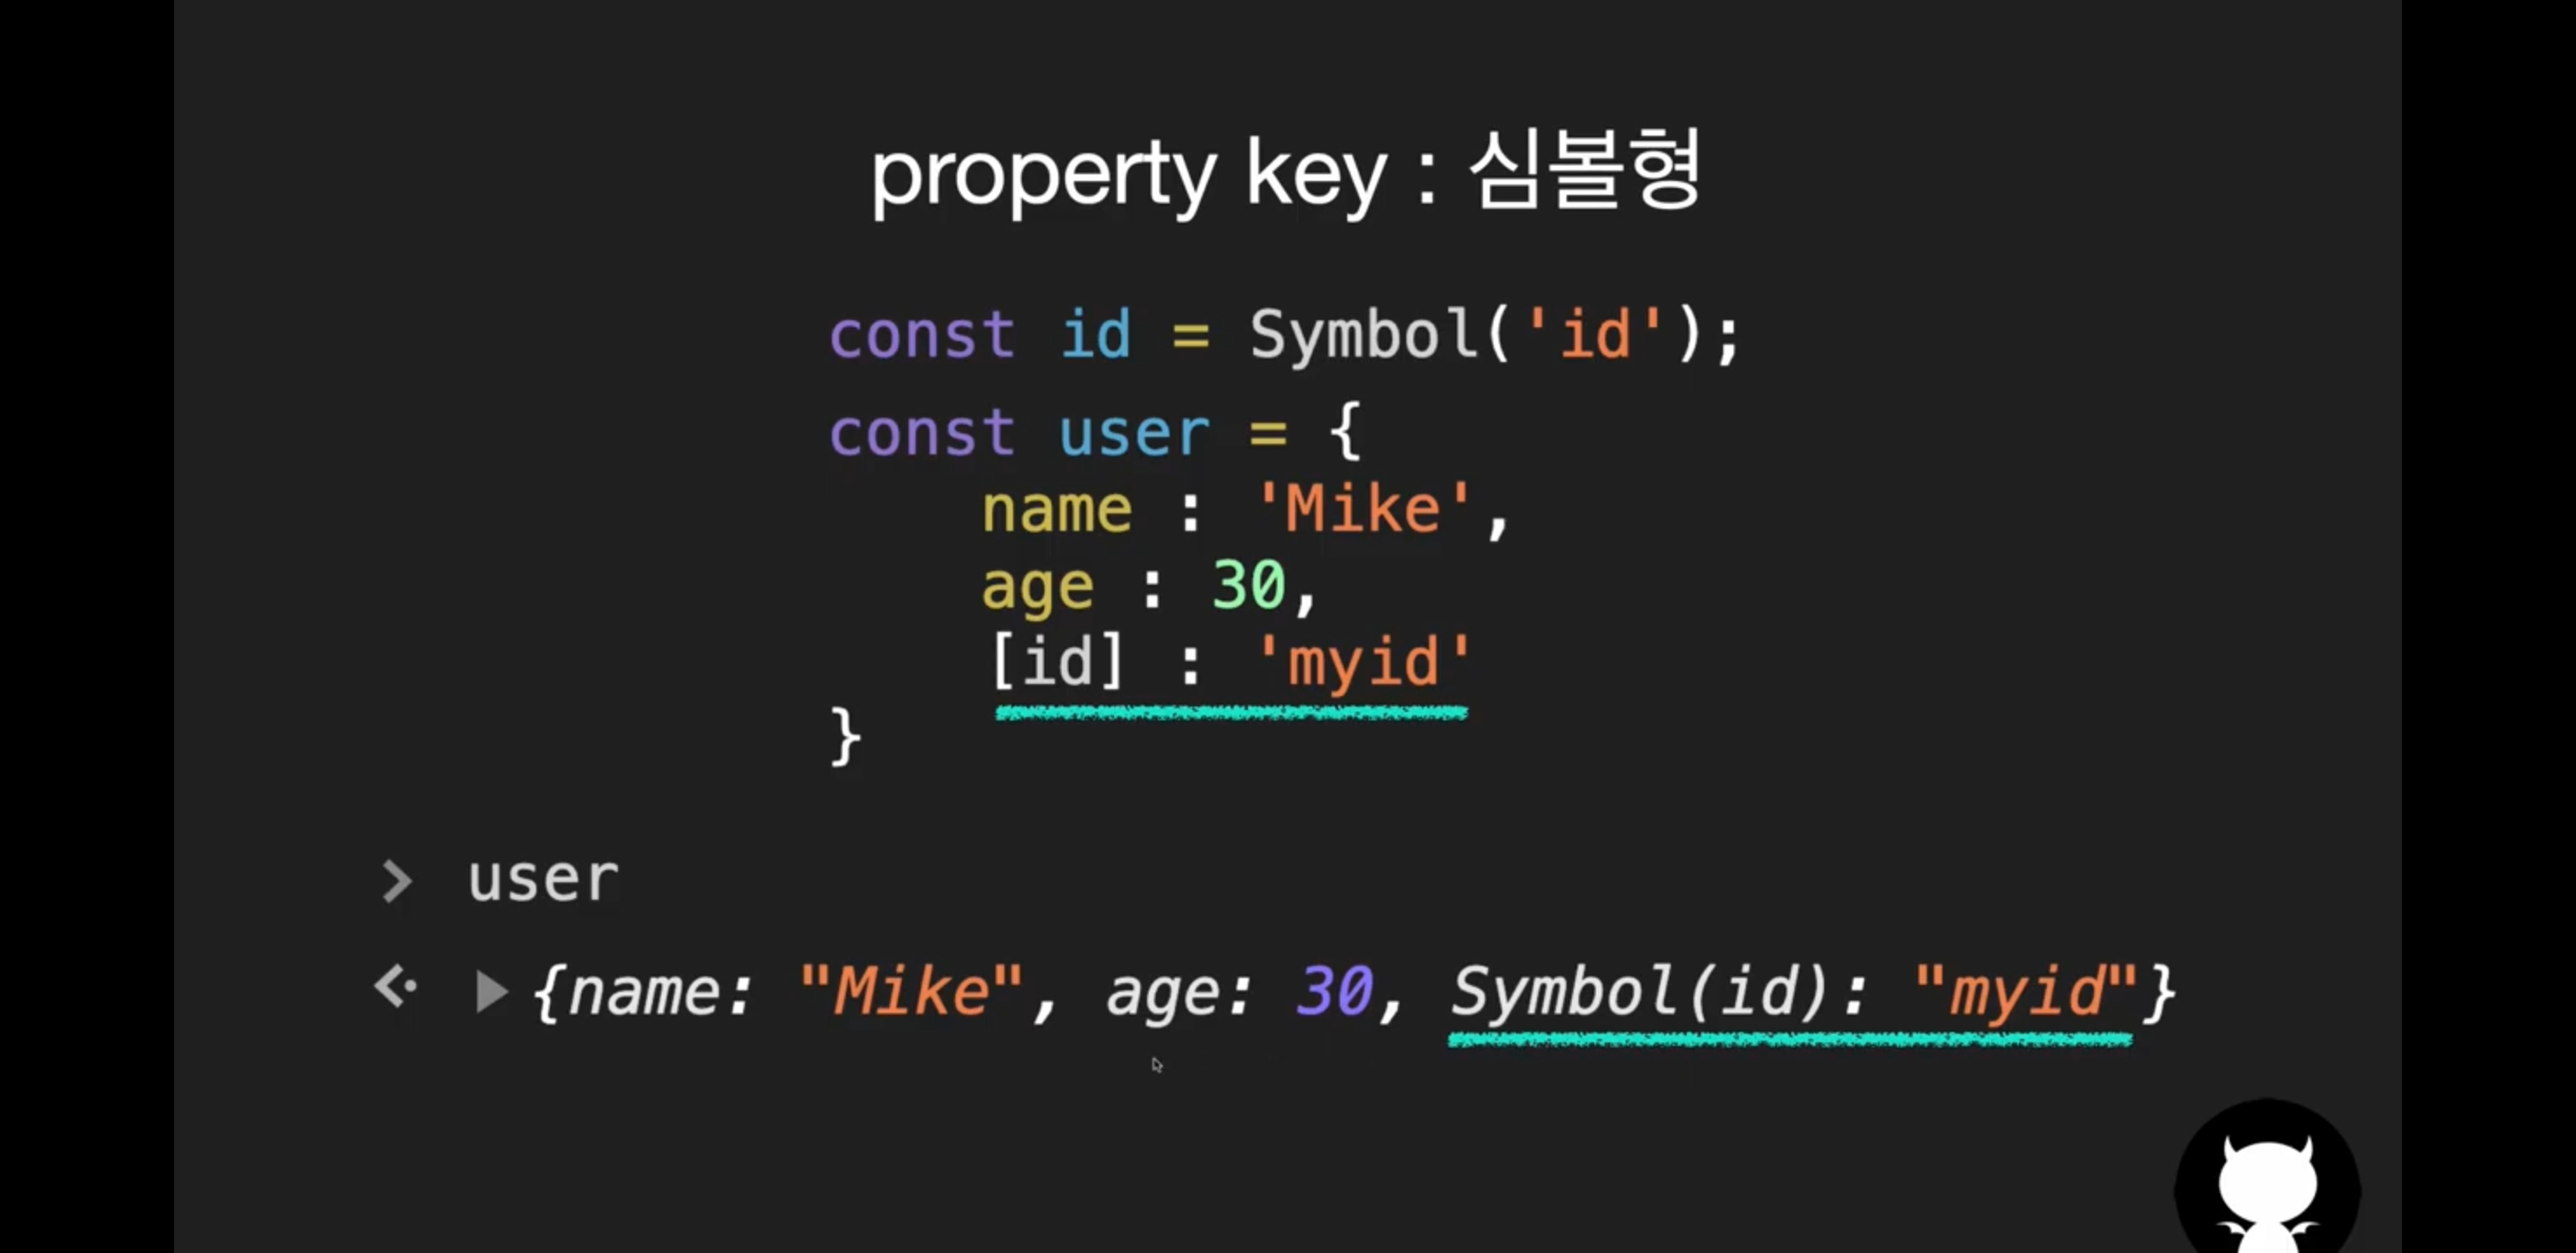 property key : 심볼형
const id = Symbol('id');
const user = {
name : 'Mike',
age : 30,
[id] : 'myid'
}
> user
{name: "Mike", age: 30, Symbol(id): "myid"}